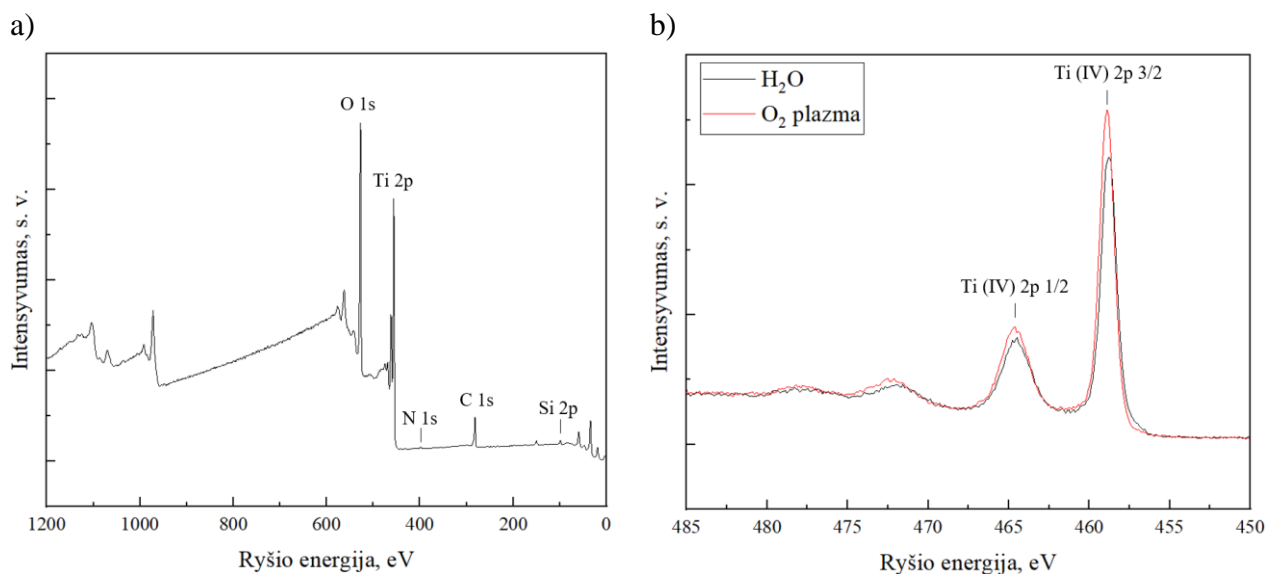 a)
Intensyvumas, s. v.
O 1s
Ti 2p
N 1s
C 1s
Si 2p
1200
1000
800
600
400
200
0
Ryšio energija, eV
b)
Intensyvumas, s. v.
H₂O
O₂ plazma
Ti (IV) 2p 3/2
Ti (IV) 2p 1/2
485
480
475
470
465
460
455
450
Ryšio energija, eV